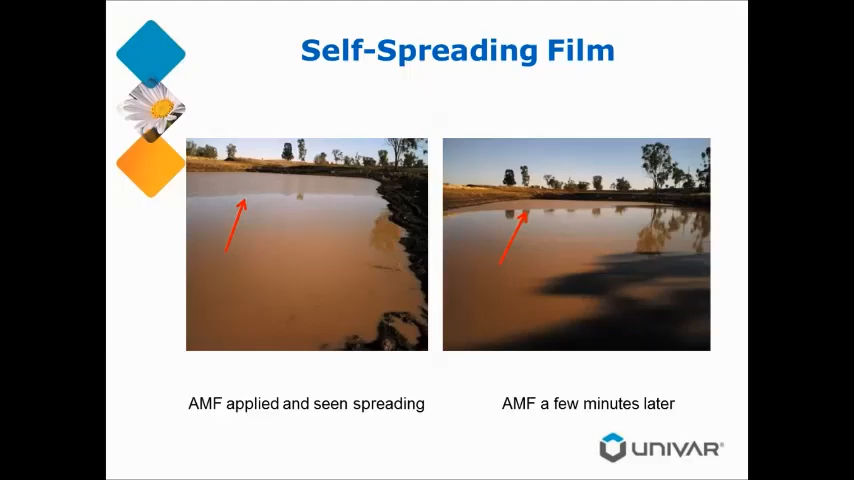 Self-Spreading Film
AMF applied and seen spreading
AMF a few minutes later
UNIVAR®